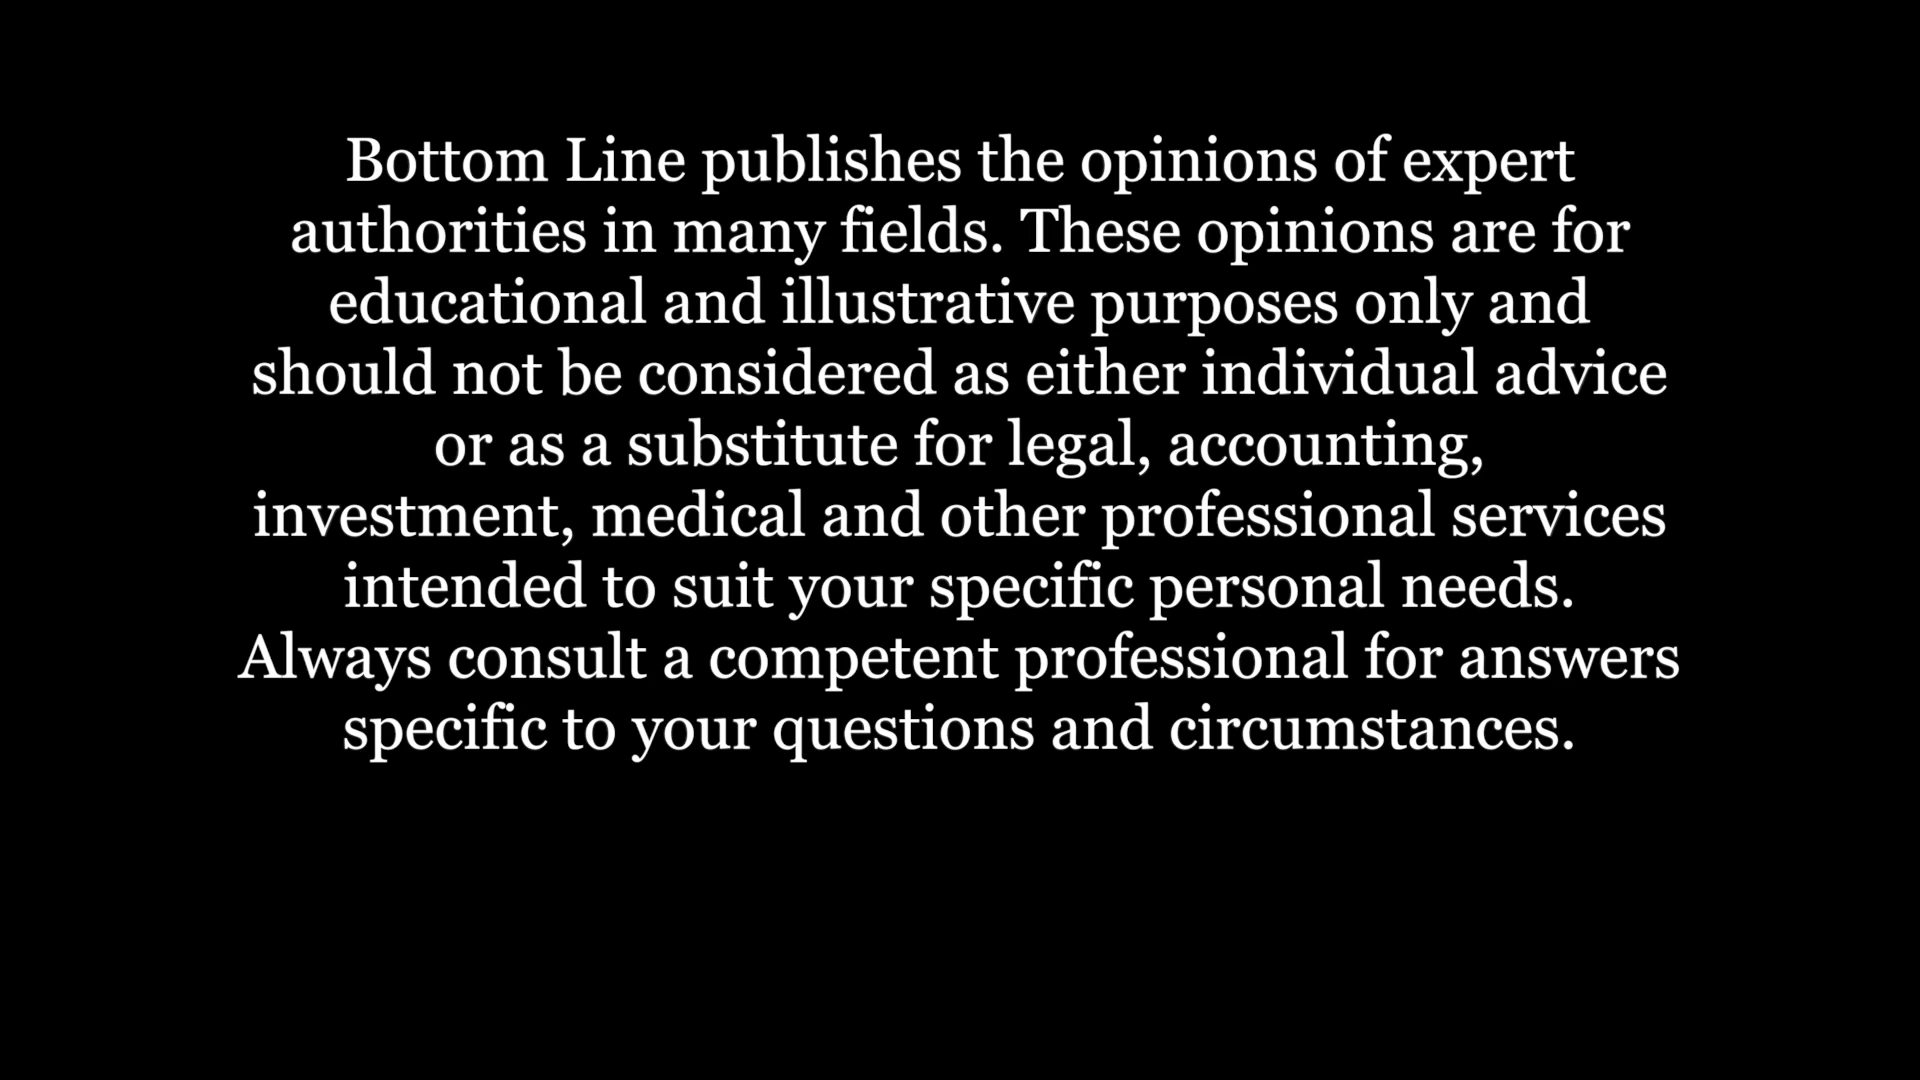 Bottom Line publishes the opinions of expert
authorities in many fields. These opinions are for
educational and illustrative purposes only and
should not be considered as either individual advice
or as a substitute for legal, accounting,
investment, medical and other professional services
intended to suit your specific personal needs.
Always consult a competent professional for answers
specific to your questions and circumstances.